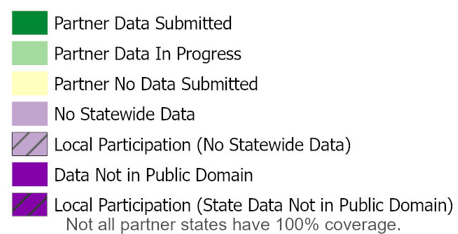 Partner Data Submitted
Partner Data In Progress
Partner No Data Submitted
No Statewide Data
Local Participation (No Statewide Data)
Data Not in Public Domain
Local Participation (State Data Not in Public Domain)
Not all partner states have 100% coverage.